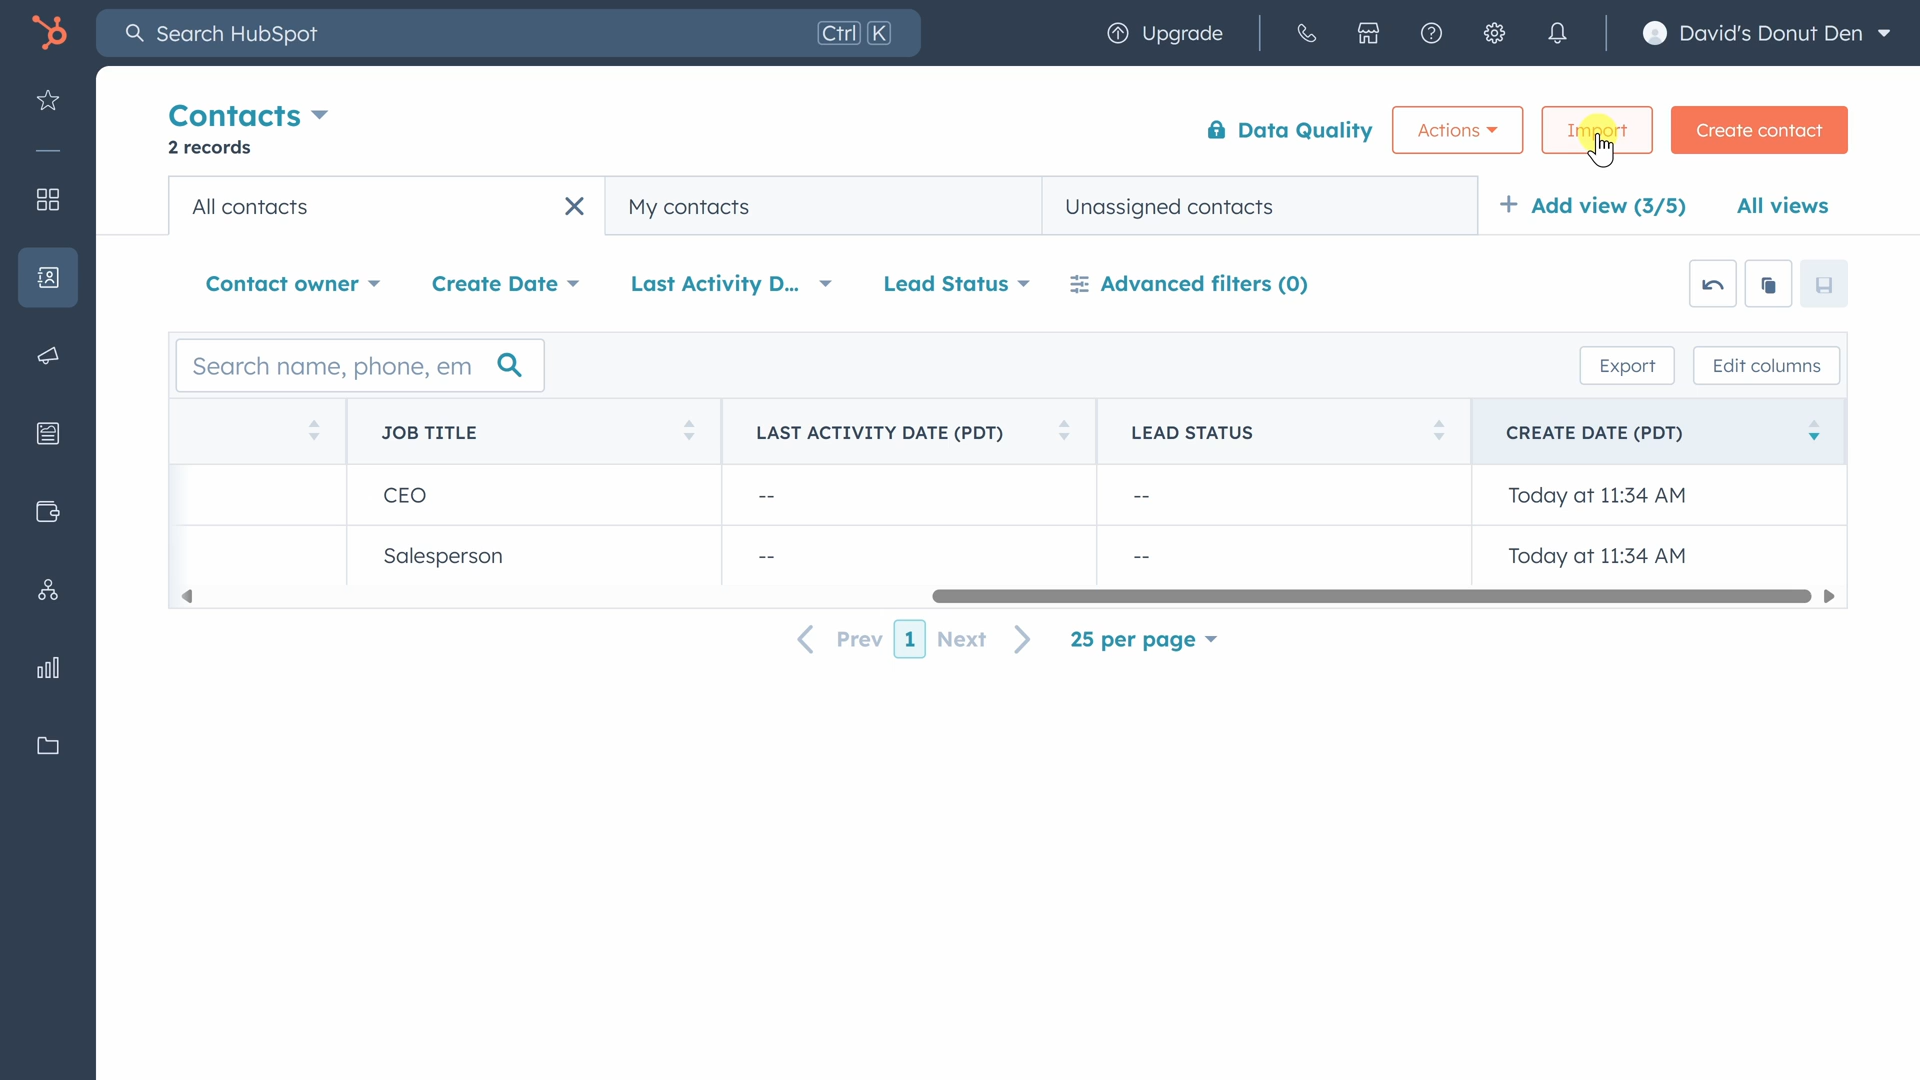 Search HubSpot Ctrl K Upgrade David's Donut Den
Contacts
2 records
Data Quality Actions Import Create contact
All contacts My contacts Unassigned contacts + Add view (3/5) All views
Contact owner Create Date Last Activity D... Lead Status Advanced filters (0)
Search name, phone, em Export Edit columns
JOB TITLE LAST ACTIVITY DATE (PDT) LEAD STATUS CREATE DATE (PDT)
CEO -- -- Today at 11:34 AM
Salesperson -- -- Today at 11:34 AM
Prev 1 Next 25 per page